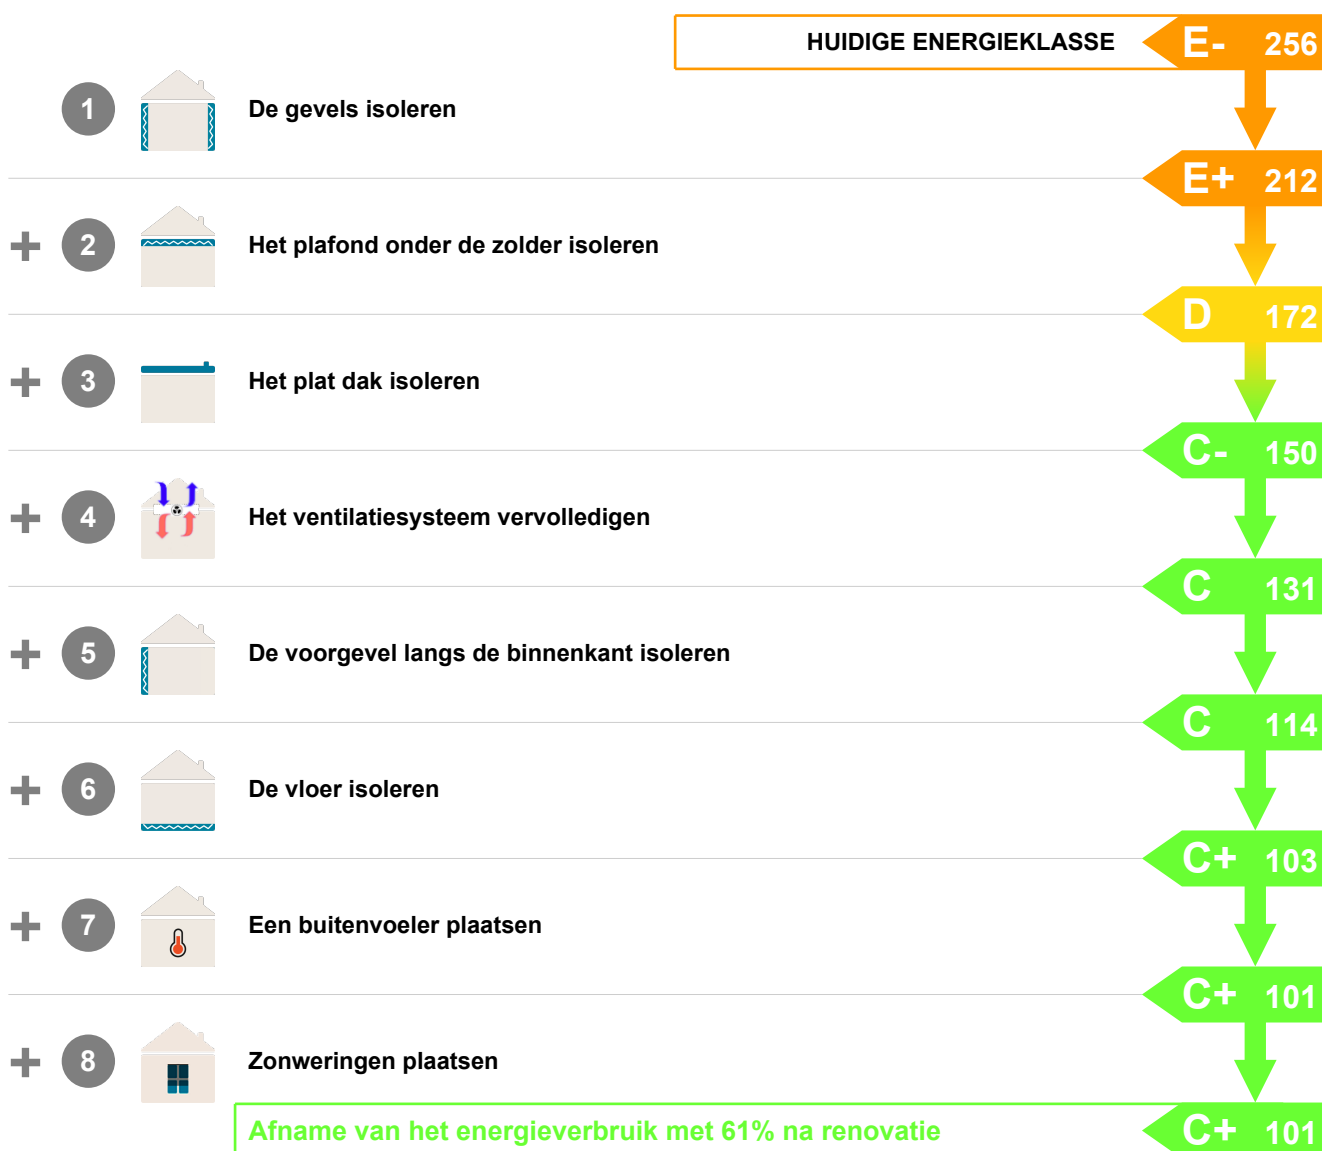 HUIDIGE ENERGIEKLASSE E- 256
1 De gevels isoleren
E+ 212
+ 2 Het plafond onder de zolder isoleren
D 172
+ 3 Het plat dak isoleren
C- 150
+ 4 Het ventilatiesysteem vervolledigen
C 131
+ 5 De voorgevel langs de binnenkant isoleren
C 114
+ 6 De vloer isoleren
C+ 103
+ 7 Een buitenvoeler plaatsen
C+ 101
+ 8 Zonweringen plaatsen
Afname van het energieverbruik met 61% na renovatie C+ 101